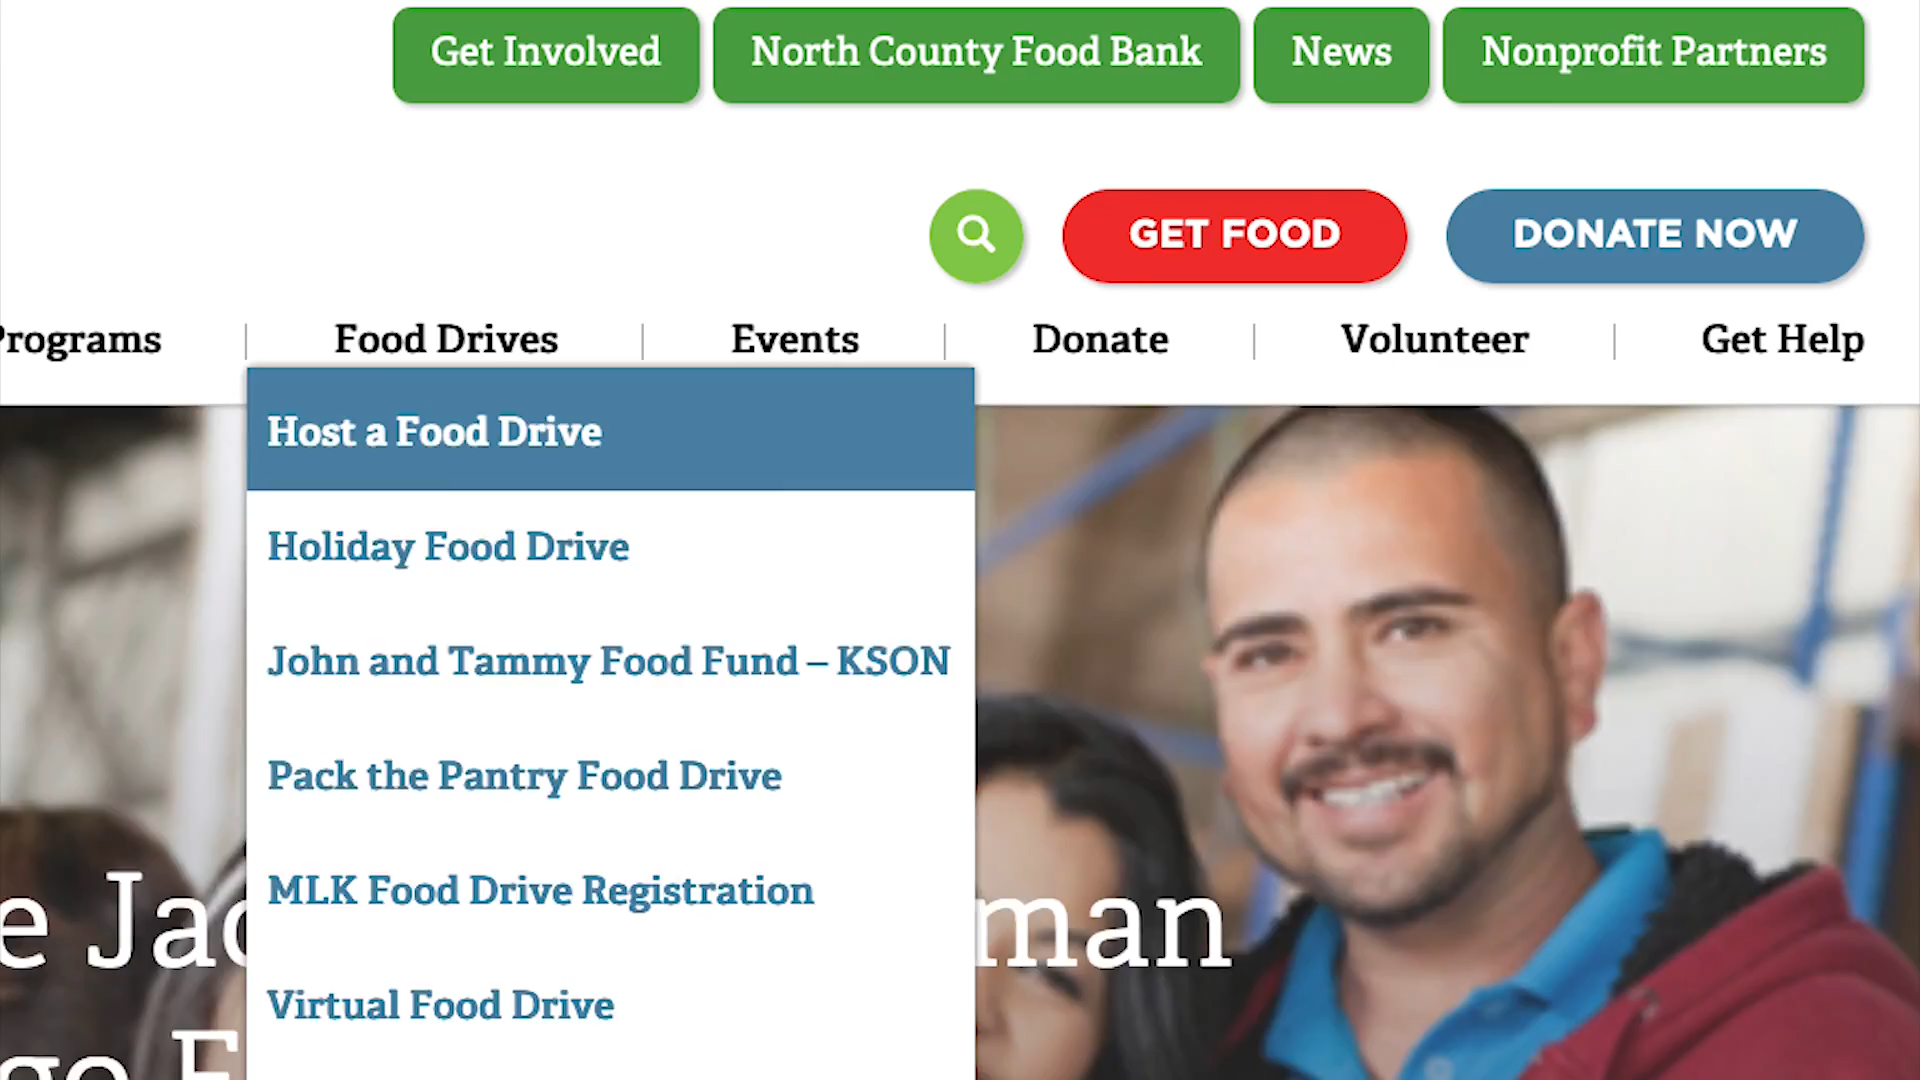 Get Involved
North County Food Bank
News
Nonprofit Partners
GET FOOD
DONATE NOW
Programs
Food Drives
Events
Donate
Volunteer
Get Help
Host a Food Drive
Holiday Food Drive
John and Tammy Food Fund – KSON
Pack the Pantry Food Drive
MLK Food Drive Registration
Virtual Food Drive